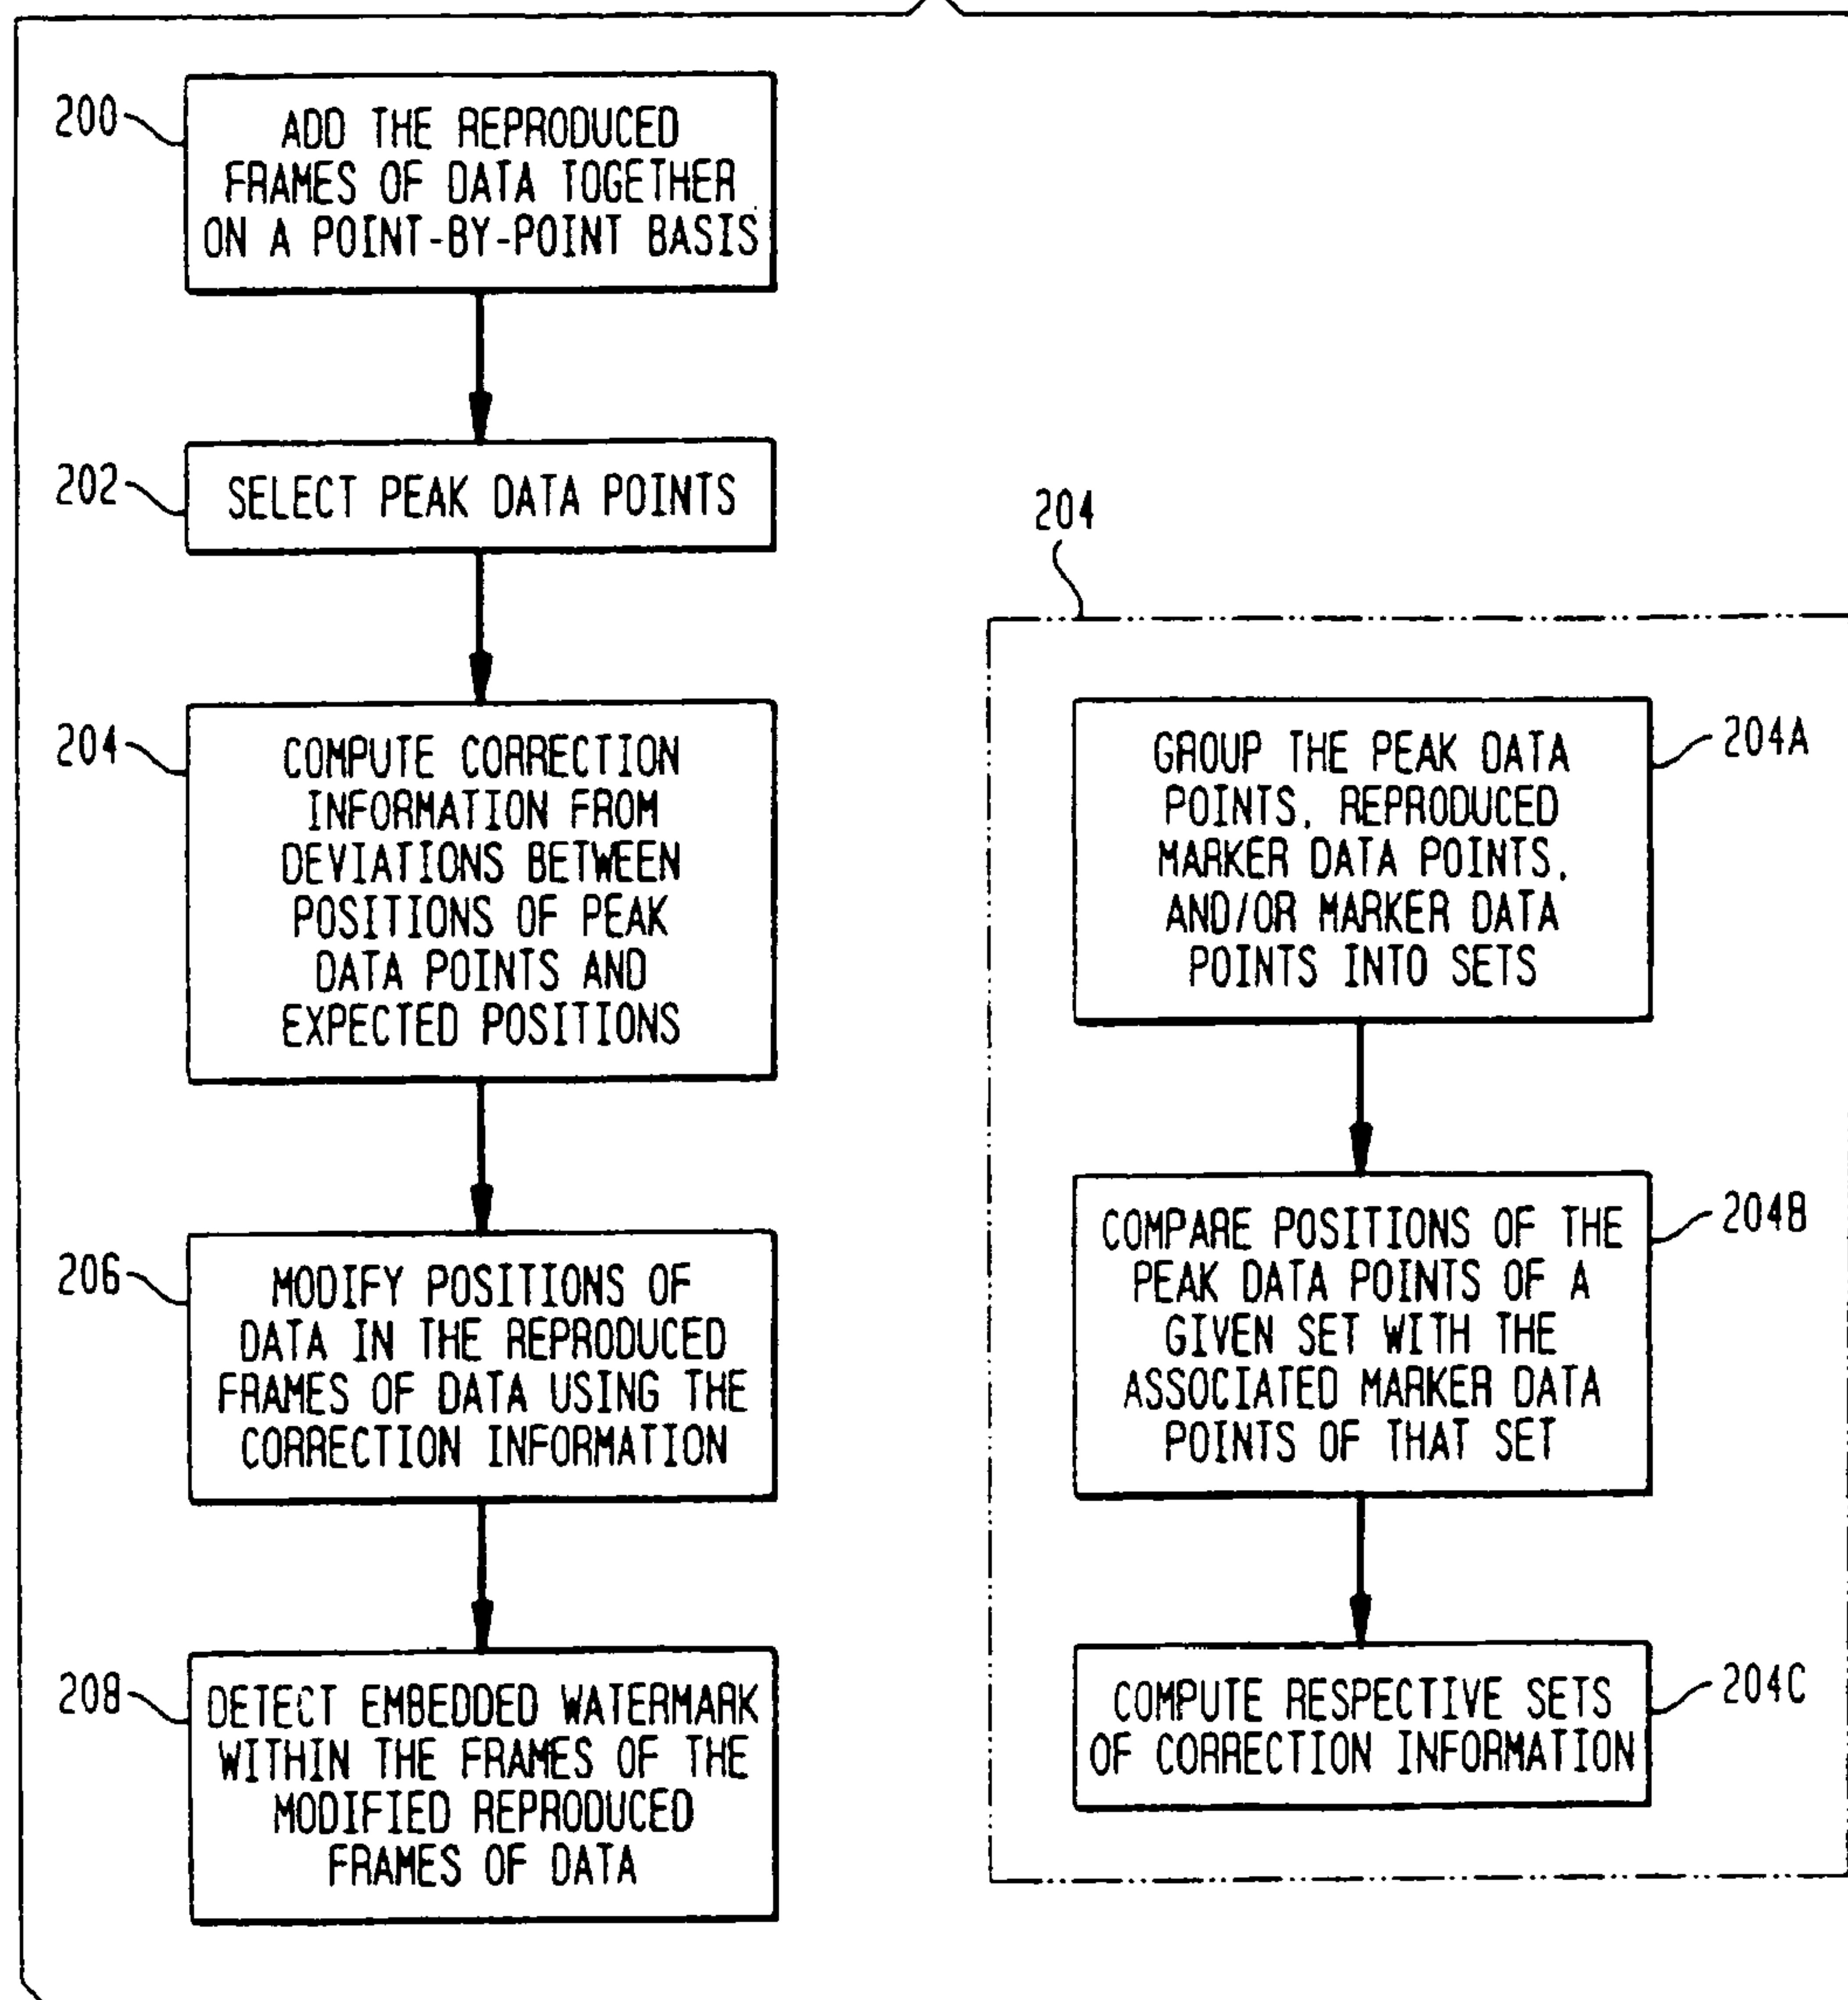 200
ADD THE REPRODUCED
FRAMES OF DATA TOGETHER
ON A POINT-BY-POINT BASIS
202
SELECT PEAK DATA POINTS
204
COMPUTE CORRECTION
INFORMATION FROM
DEVIATIONS BETWEEN
POSITIONS OF PEAK
DATA POINTS AND
EXPECTED POSITIONS
206
MODIFY POSITIONS OF
DATA IN THE REPRODUCED
FRAMES OF DATA USING THE
CORRECTION INFORMATION
208
DETECT EMBEDDED WATERMARK
WITHIN THE FRAMES OF THE
MODIFIED REPRODUCED
FRAMES OF DATA
204
204A
GROUP THE PEAK DATA
POINTS, REPRODUCED
MARKER DATA POINTS,
AND/OR MARKER DATA
POINTS INTO SETS
204B
COMPARE POSITIONS OF THE
PEAK DATA POINTS OF A
GIVEN SET WITH THE
ASSOCIATED MARKER DATA
POINTS OF THAT SET
204C
COMPUTE RESPECTIVE SETS
OF CORRECTION INFORMATION